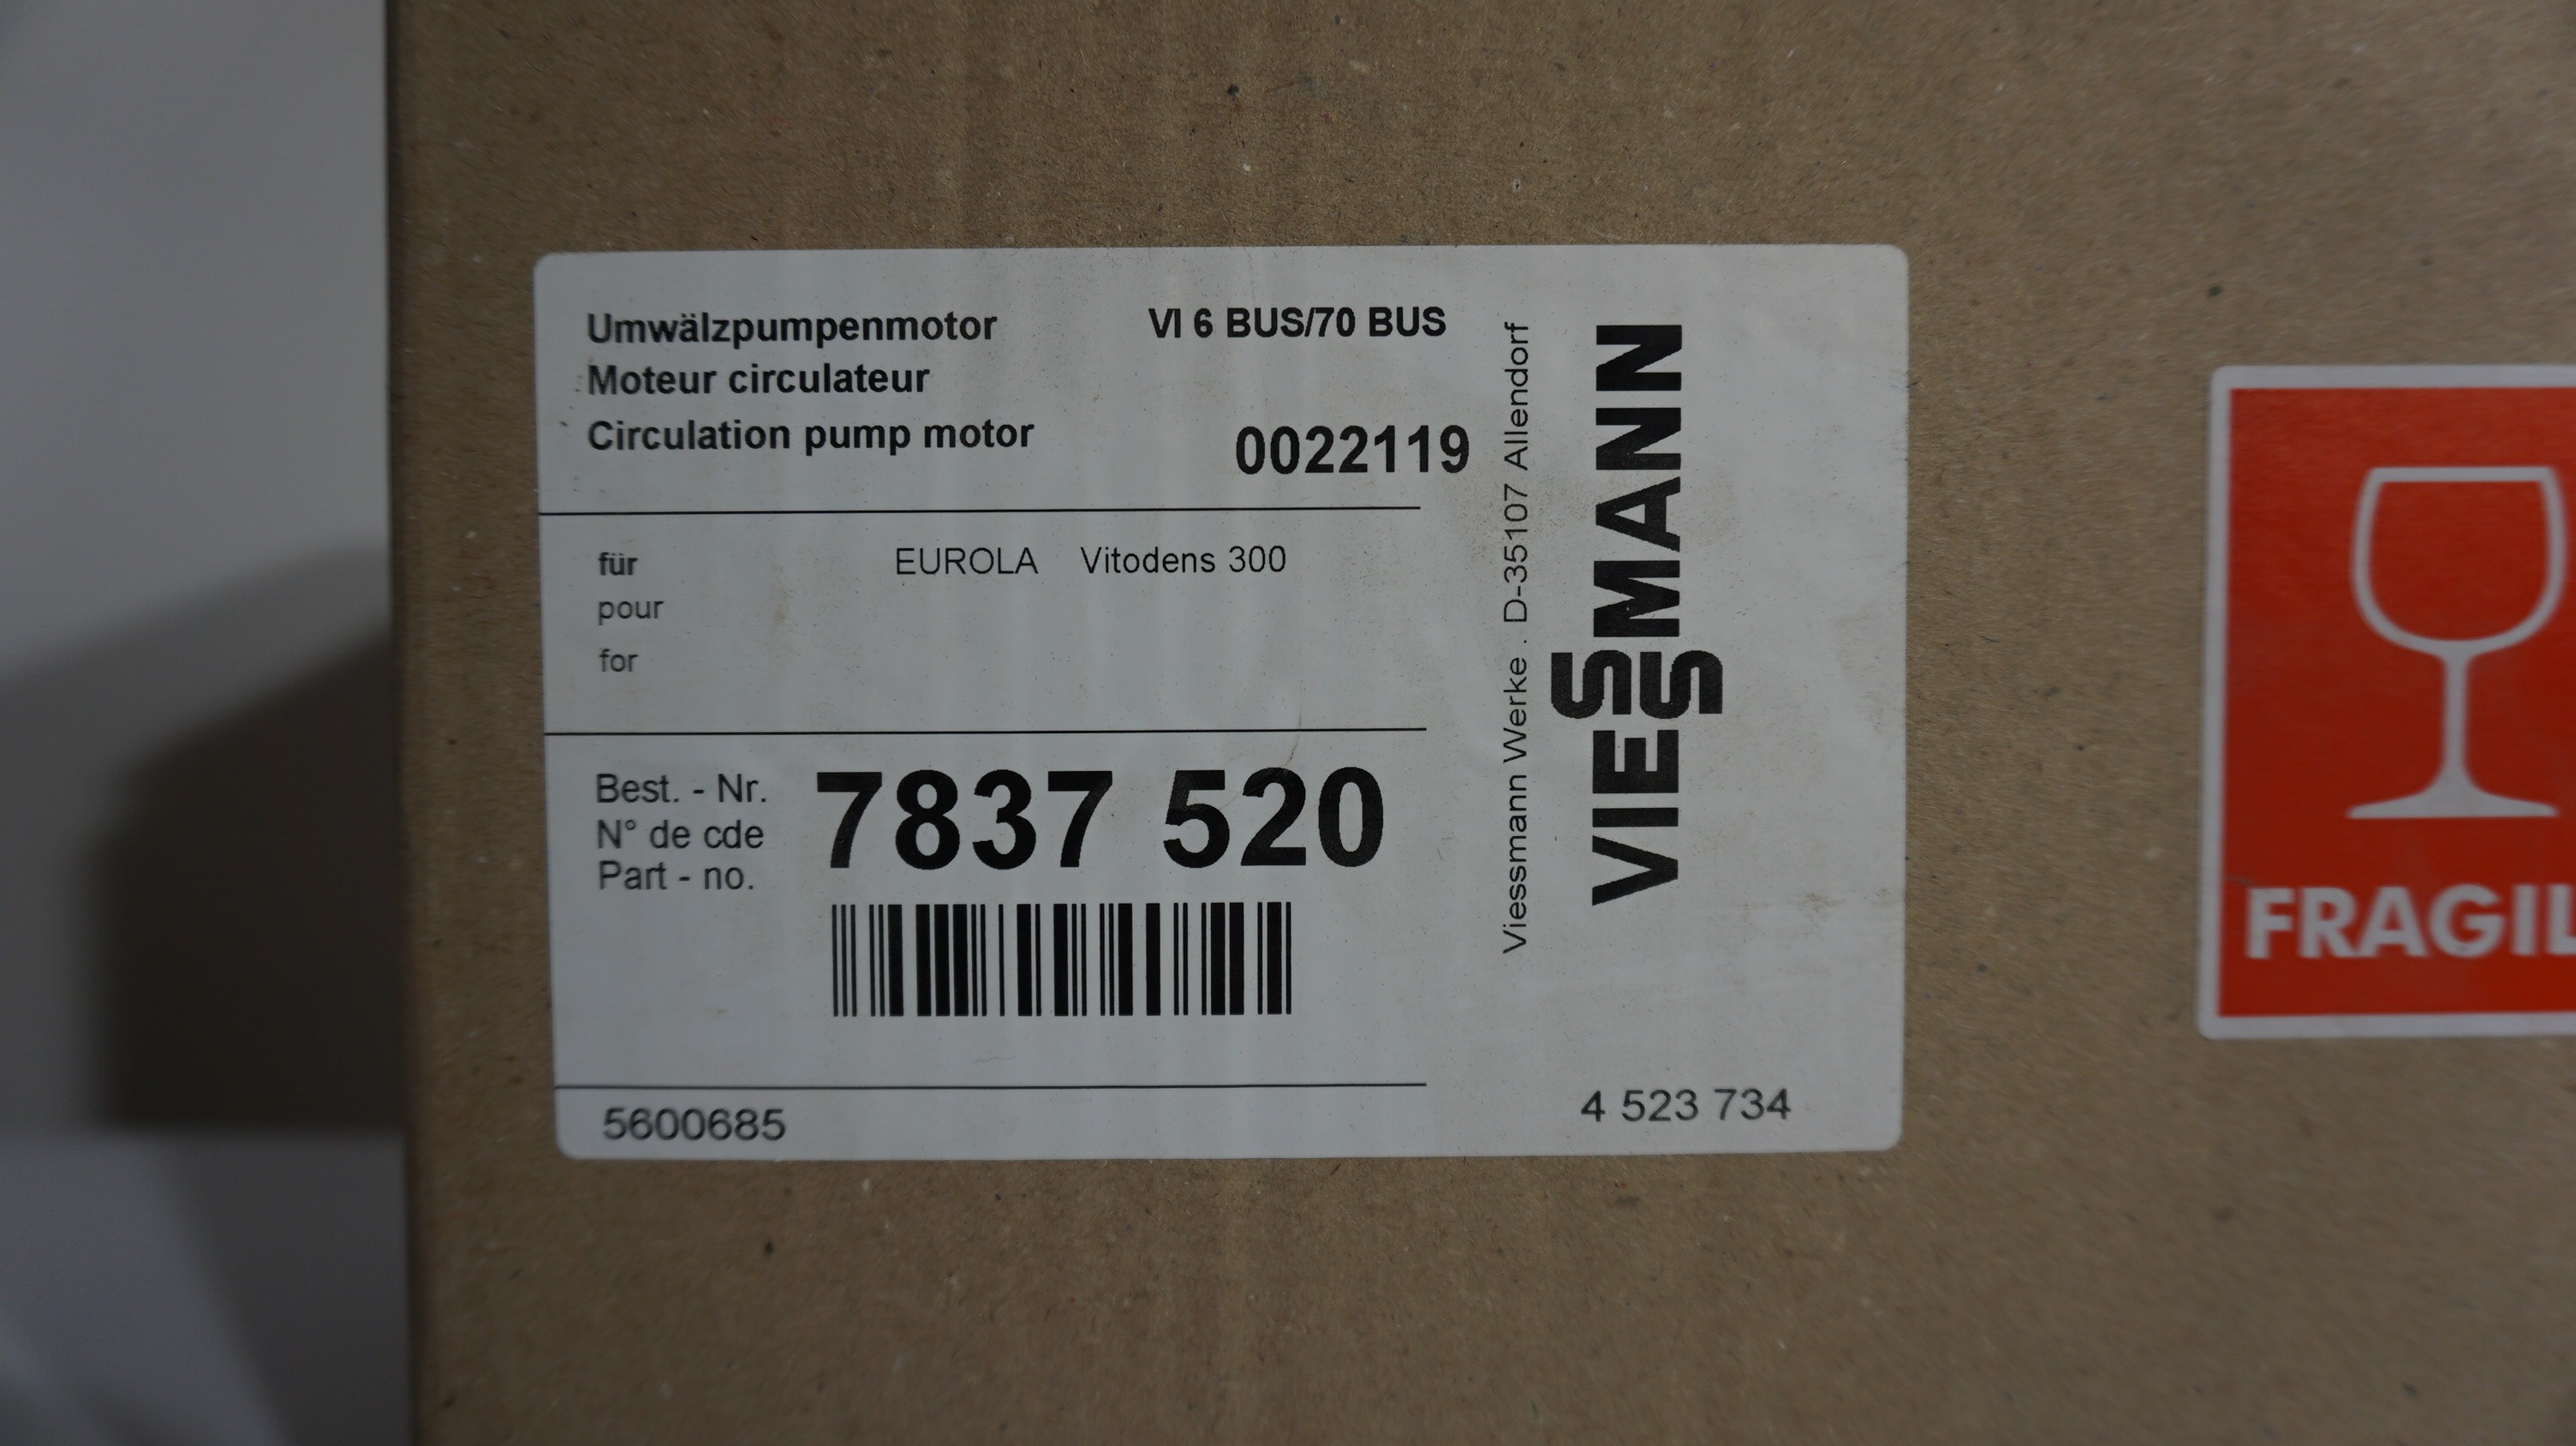 Umwälzpumpenmotor VI 6 BUS/70 BUS
Moteur circulateur
Circulation pump motor 0022119
für EUROLA Vitodens 300
pour
for
Best. - Nr. 7837 520
N° de cde
Part - no.
5600685
Viessmann Werke . D-35107 Allendorf
VIESSMANN
4 523 734
FRAGIL